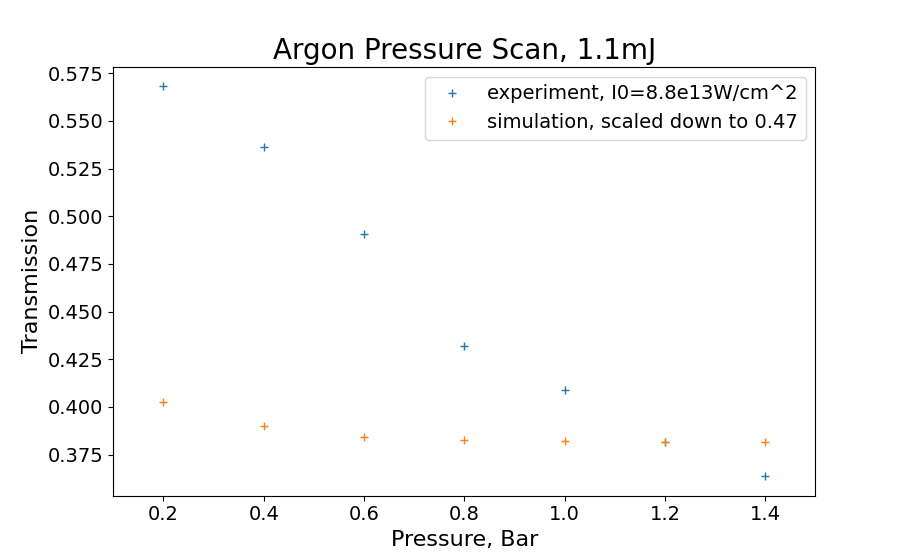 Argon Pressure Scan, 1.1mJ
experiment, I0=8.8e13W/cm^2
simulation, scaled down to 0.47
Transmission
0.575
0.550
0.525
0.500
0.475
0.450
0.425
0.400
0.375
0.2 0.4 0.6 0.8 1.0 1.2 1.4
Pressure, Bar